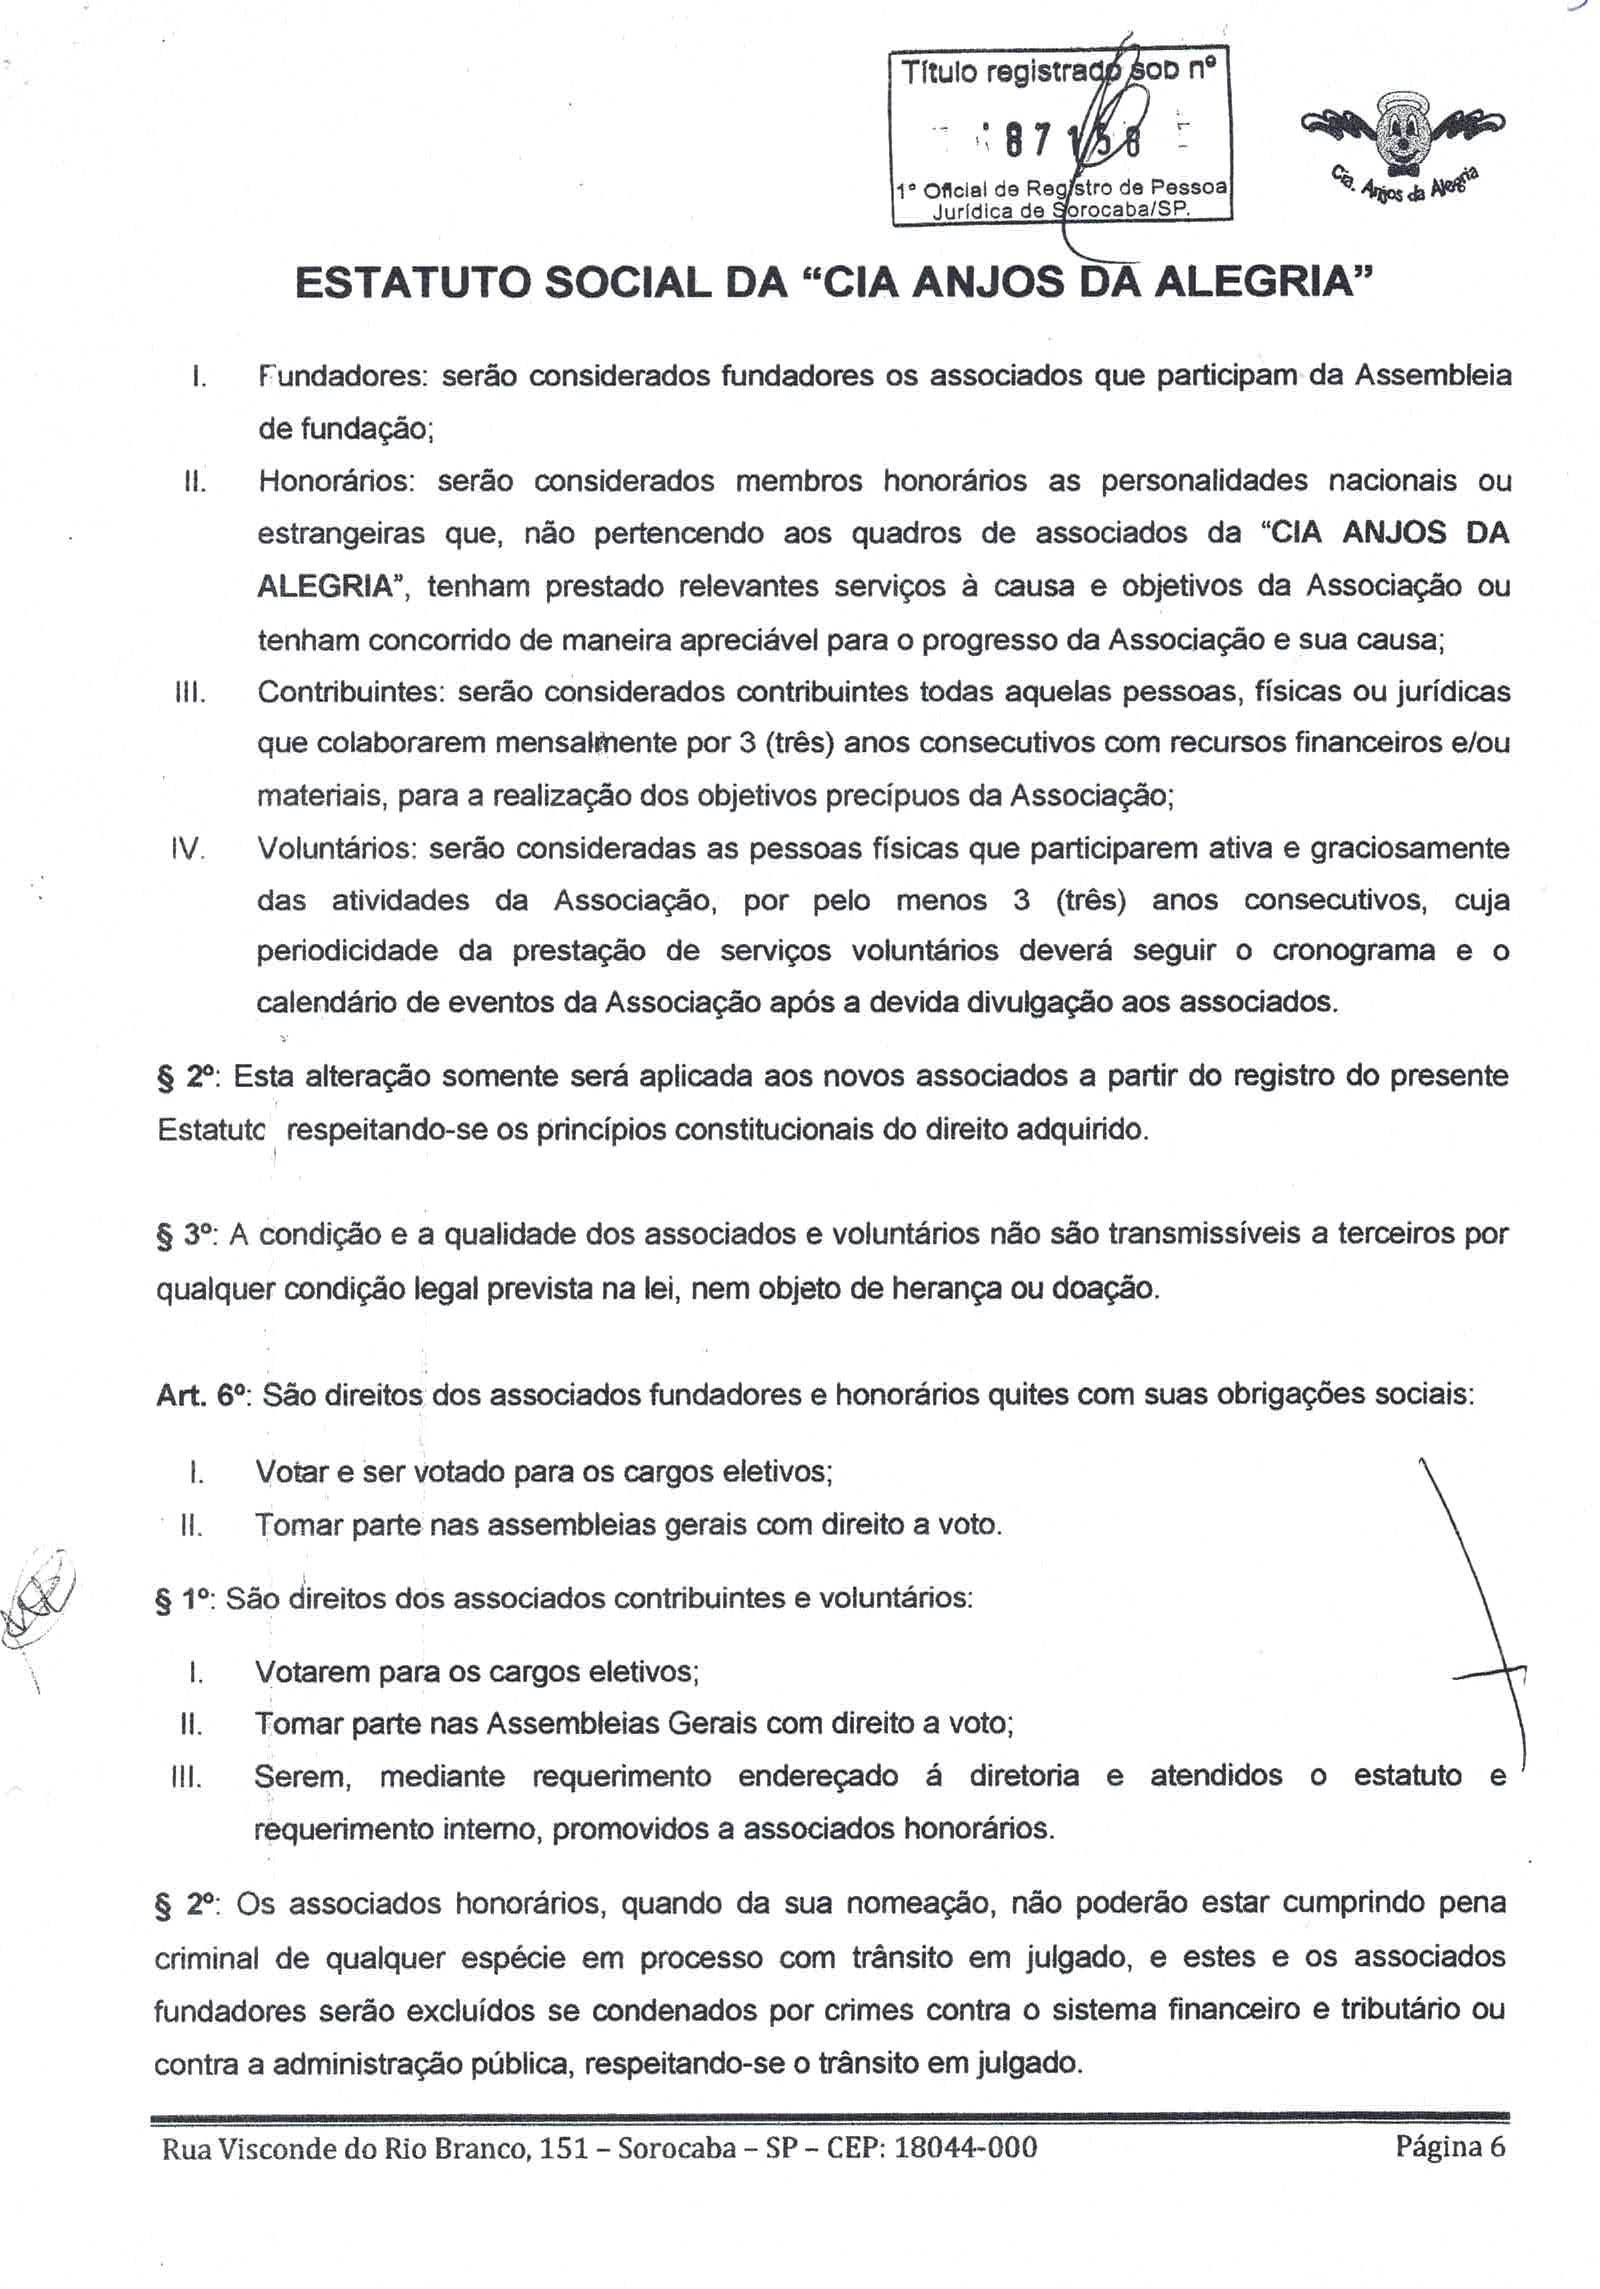 Título registrado sob nº
87158
1º Oficial de Registro de Pessoa
Jurídica de Sorocaba/SP.
Cia. Anjos da Alegria
ESTATUTO SOCIAL DA “CIA ANJOS DA ALEGRIA”
I. Fundadores: serão considerados fundadores os associados que participam da Assembleia
de fundação;
II. Honorários: serão considerados membros honorários as personalidades nacionais ou
estrangeiras que, não pertencendo aos quadros de associados da “CIA ANJOS DA
ALEGRIA”, tenham prestado relevantes serviços à causa e objetivos da Associação ou
tenham concorrido de maneira apreciável para o progresso da Associação e sua causa;
III. Contribuintes: serão considerados contribuintes todas aquelas pessoas, físicas ou jurídicas
que colaborarem mensalmente por 3 (três) anos consecutivos com recursos financeiros e/ou
materiais, para a realização dos objetivos precípuos da Associação;
IV. Voluntários: serão consideradas as pessoas físicas que participarem ativa e graciosamente
das atividades da Associação, por pelo menos 3 (três) anos consecutivos, cuja
periodicidade da prestação de serviços voluntários deverá seguir o cronograma e o
calendário de eventos da Associação após a devida divulgação aos associados.
§ 2º: Esta alteração somente será aplicada aos novos associados a partir do registro do presente
Estatuto respeitando-se os princípios constitucionais do direito adquirido.
§ 3º: A condição e a qualidade dos associados e voluntários não são transmissíveis a terceiros por
qualquer condição legal prevista na lei, nem objeto de herança ou doação.
Art. 6º: São direitos dos associados fundadores e honorários quites com suas obrigações sociais:
I. Votar e ser votado para os cargos eletivos;
II. Tomar parte nas assembleias gerais com direito a voto.
§ 1º: São direitos dos associados contribuintes e voluntários:
I. Votarem para os cargos eletivos;
II. Tomar parte nas Assembleias Gerais com direito a voto;
III. Serem, mediante requerimento endereçado á diretoria e atendidos o estatuto e
requerimento interno, promovidos a associados honorários.
§ 2º: Os associados honorários, quando da sua nomeação, não poderão estar cumprindo pena
criminal de qualquer espécie em processo com trânsito em julgado, e estes e os associados
fundadores serão excluídos se condenados por crimes contra o sistema financeiro e tributário ou
contra a administração pública, respeitando-se o trânsito em julgado.
Rua Visconde do Rio Branco, 151 – Sorocaba – SP – CEP: 18044-000 Página 6